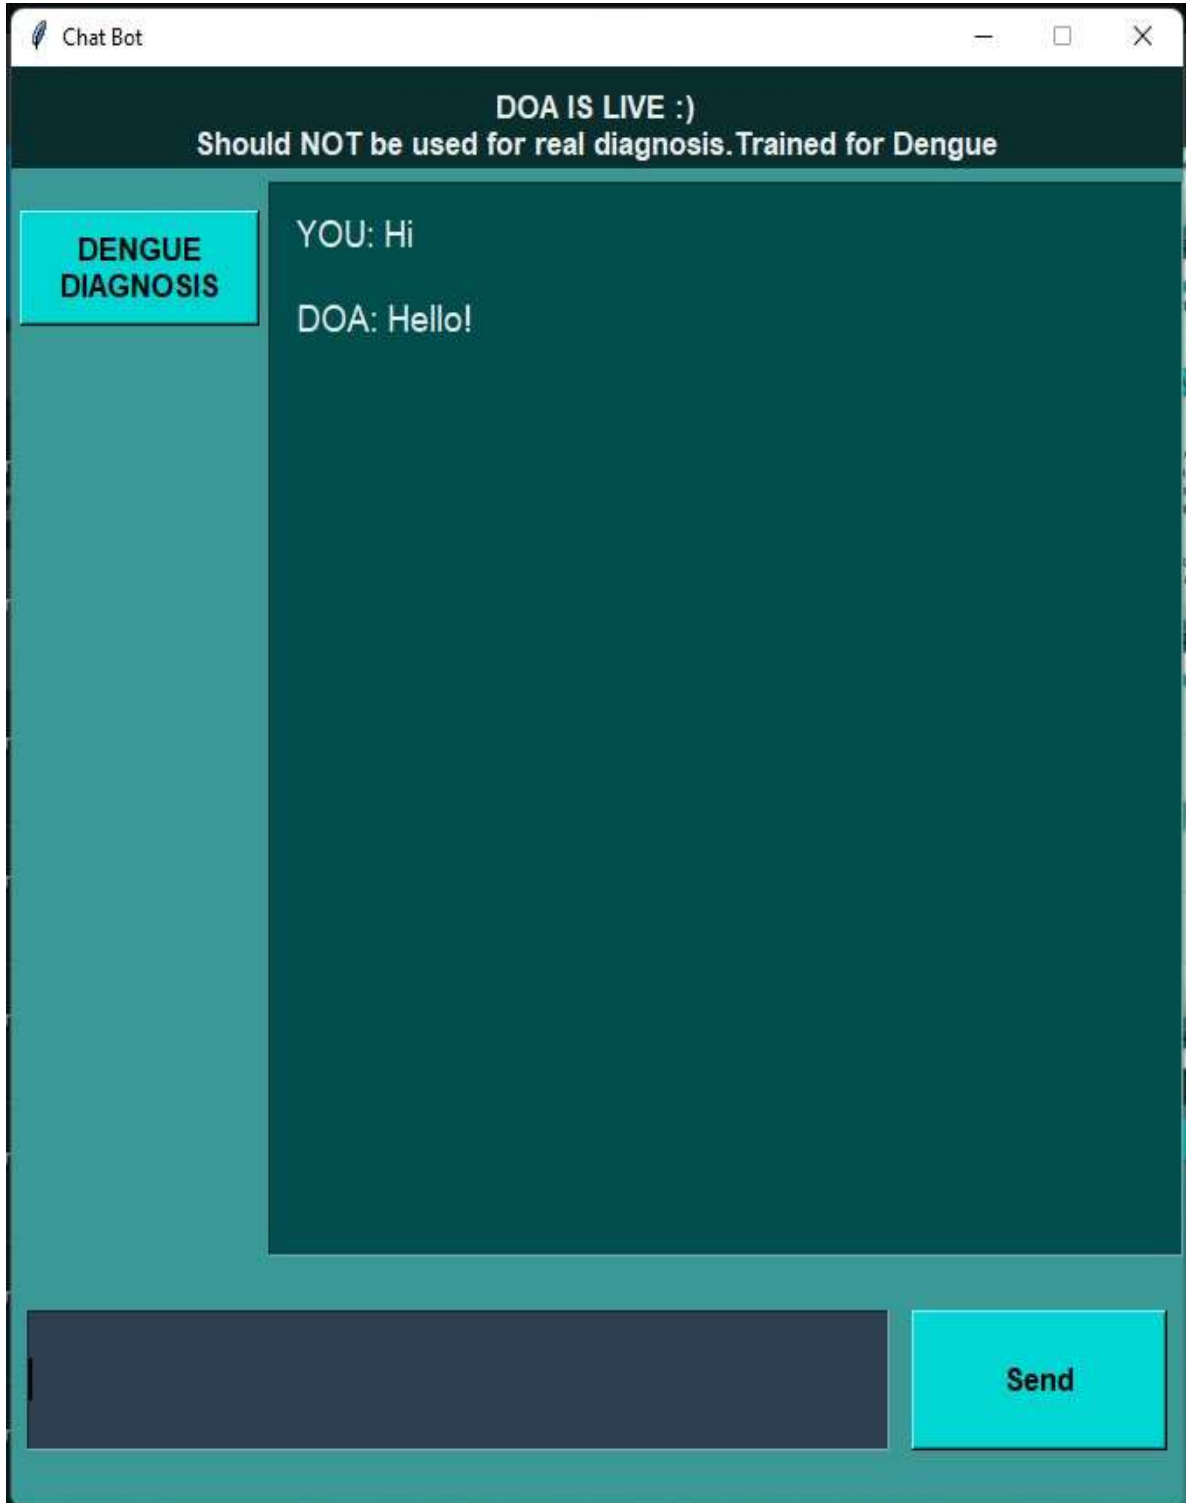 Chat Bot
DOA IS LIVE :)
Should NOT be used for real diagnosis.Trained for Dengue
DENGUE
DIAGNOSIS
YOU: Hi
DOA: Hello!
Send